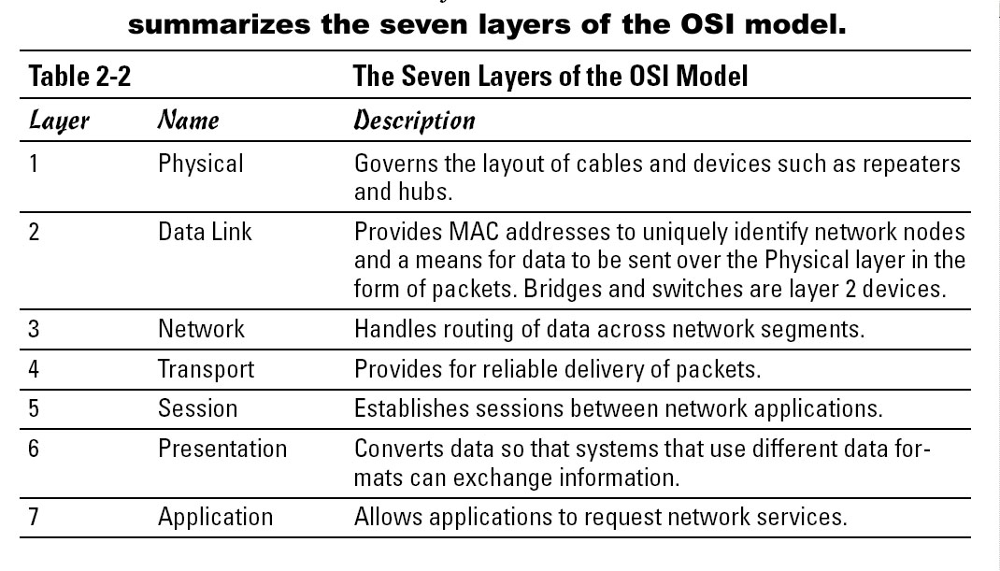 summarizes the seven layers of the OSI model.
Table 2-2 The Seven Layers of the OSI Model
Layer Name Description
1 Physical Governs the layout of cables and devices such as repeaters
and hubs.
2 Data Link Provides MAC addresses to uniquely identify network nodes
and a means for data to be sent over the Physical layer in the
form of packets. Bridges and switches are layer 2 devices.
3 Network Handles routing of data across network segments.
4 Transport Provides for reliable delivery of packets.
5 Session Establishes sessions between network applications.
6 Presentation Converts data so that systems that use different data for-
mats can exchange information.
7 Application Allows applications to request network services.